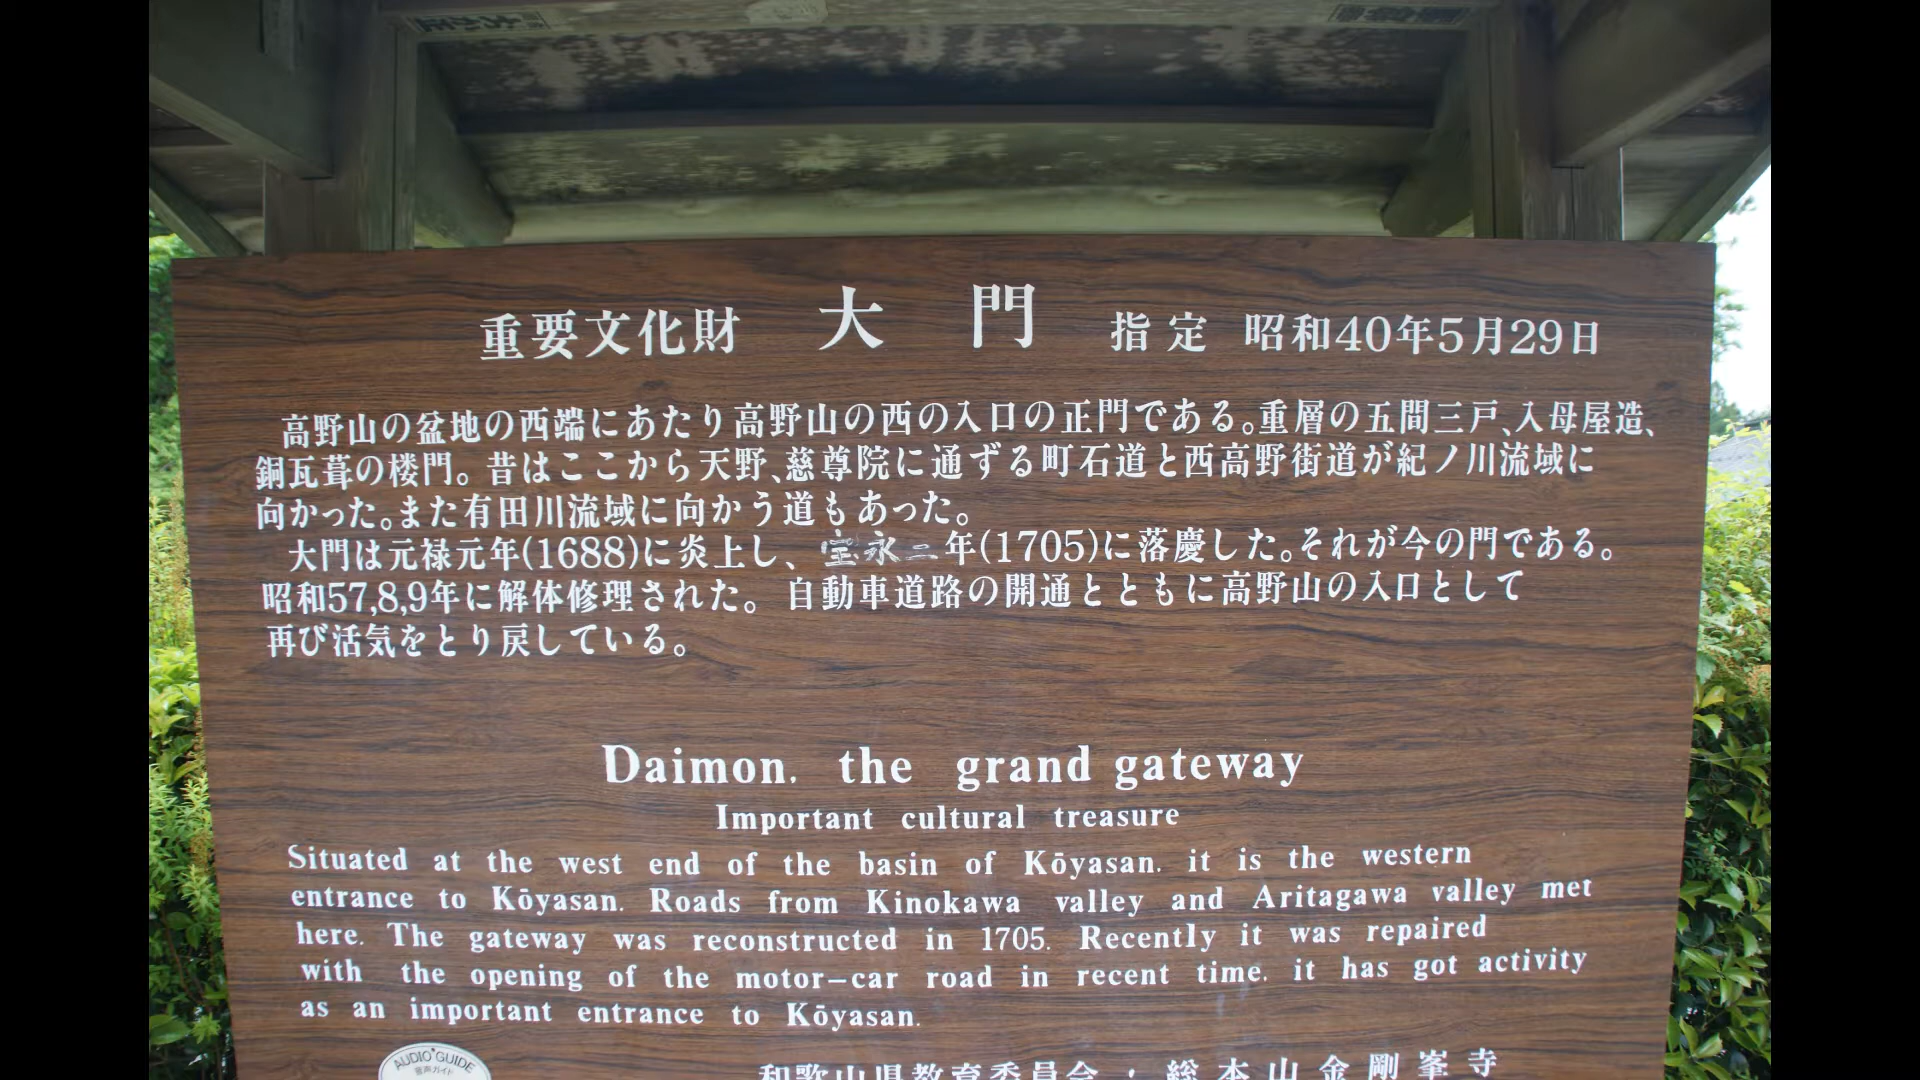 重要文化財 大門 指定 昭和40年5月29日
高野山の盆地の西端にあたり高野山の西の入口の正門である。重層の五間三戸、入母屋造、
銅瓦葺の楼門。昔はここから天野、慈尊院に通ずる町石道と西高野街道が紀ノ川流域に
向かった。また有田川流域に向かう道もあった。
大門は元禄元年(1688)に炎上し、宝永二年(1705)に落慶した。それが今の門である。
昭和57,8,9年に解体修理された。自動車道路の開通とともに高野山の入口として
再び活気をとり戻している。
Daimon. the grand gateway
Important cultural treasure
Situated at the west end of the basin of Kōyasan. it is the western
entrance to Kōyasan. Roads from Kinokawa valley and Aritagawa valley met
here. The gateway was reconstructed in 1705. Recently it was repaired
with the opening of the motor-car road in recent time. it has got activity
as an important entrance to Kōyasan.
AUDIO GUIDE
音声ガイド
和歌山県教育委員会・総本山金剛峯寺